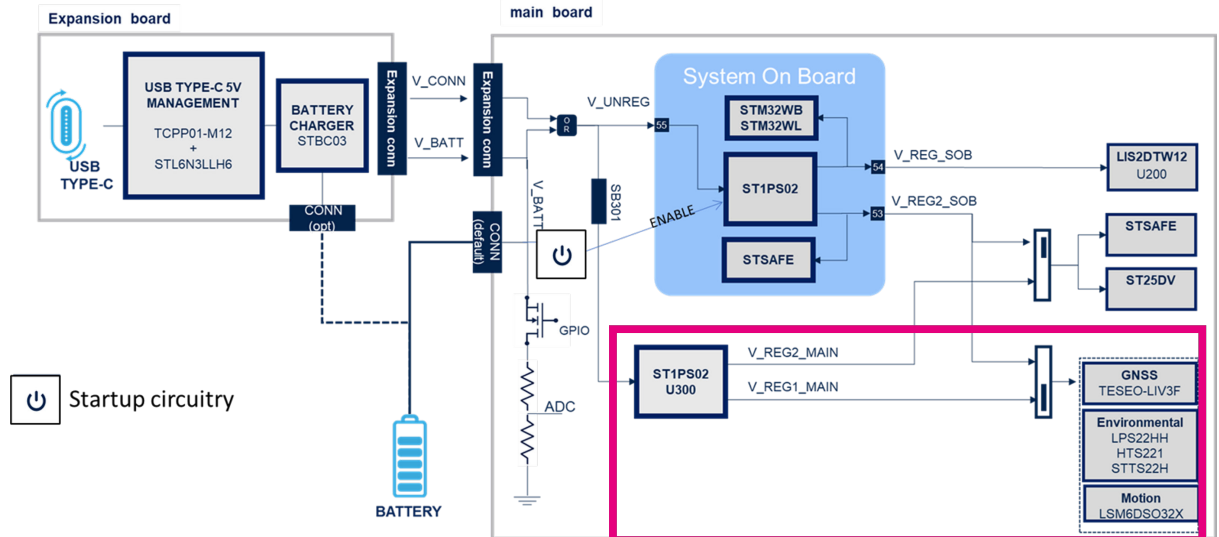 Expansion board
main board
USB TYPE-C 5V
MANAGEMENT
TCPP01-M12
+
STL6N3LLH6
BATTERY
CHARGER
STBC03
USB
TYPE-C
CONN
(opt)
Expansion conn
V_CONN
V_BATT
Expansion conn
CONN
(default)
V_BATT
OR
SB301
V_UNREG
55
System On Board
STM32WB
STM32WL
ST1PS02
STSAFE
ENABLE
54
53
V_REG_SOB
V_REG2_SOB
LIS2DTW12
U200
STSAFE
ST25DV
GPIO
ADC
ST1PS02
U300
V_REG2_MAIN
V_REG1_MAIN
GNSS
TESEO-LIV3F
Environmental
LPS22HH
HTS221
STTS22H
Motion
LSM6DSO32X
Startup circuitry
BATTERY